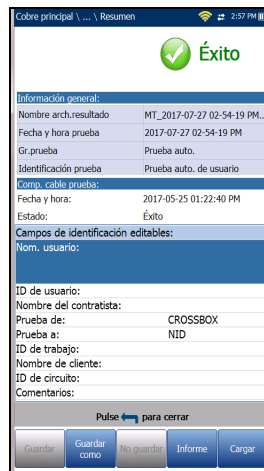 Cobre principal \ ... \ Resumen 2:57 PM
Éxito
Información general:
Nombre arch.resultado MT_2017-07-27 02-54-19 PM...
Fecha y hora prueba 2017-07-27 02-54-19 PM
Gr.prueba Prueba auto.
Identificación prueba Prueba auto. de usuario
Comp. cable prueba:
Fecha y hora: 2017-05-25 01:22:40 PM
Estado: Éxito
Campos de identificación editables:
Nom. usuario:
ID de usuario:
Nombre del contratista:
Prueba de: CROSSBOX
Prueba a: NID
ID de trabajo:
Nombre de cliente:
ID de circuito:
Comentarios:
Pulse para cerrar
Guardar Guardar como No guardar Informe Cargar